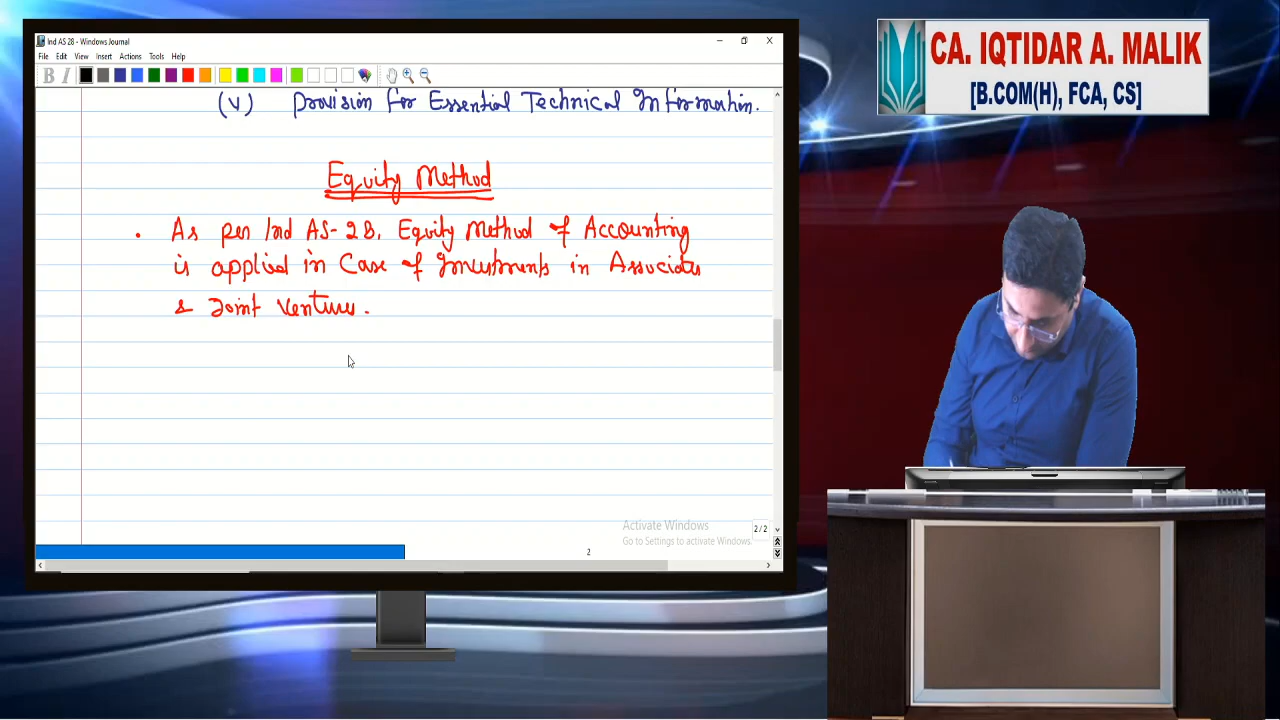 Ind AS 28 - Windows Journal
File Edit View Insert Actions Tools Help
B I
(v) Provision for Essential Technical Information.
Equity Method
. As per Ind AS-28, Equity Method of Accounting
is applied in Case of Investments in Associates
& Joint Venture.
Activate Windows
Go to Settings to activate Windows.
2 / 2
2
CA. IQTIDAR A. MALIK
[B.COM(H), FCA, CS]